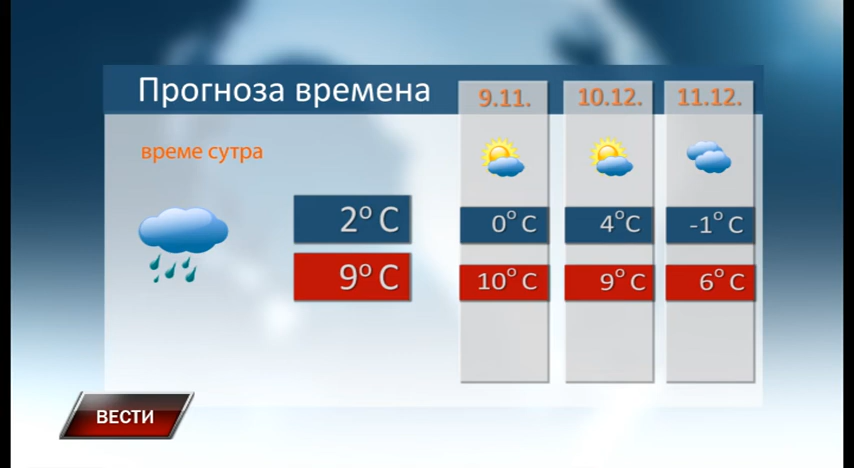 Прогноза времена
9.11.
10.12.
11.12.
време сутра
2° C
0° C
4°C
-1° C
9° C
10° C
9° C
6° C
ВЕСТИ